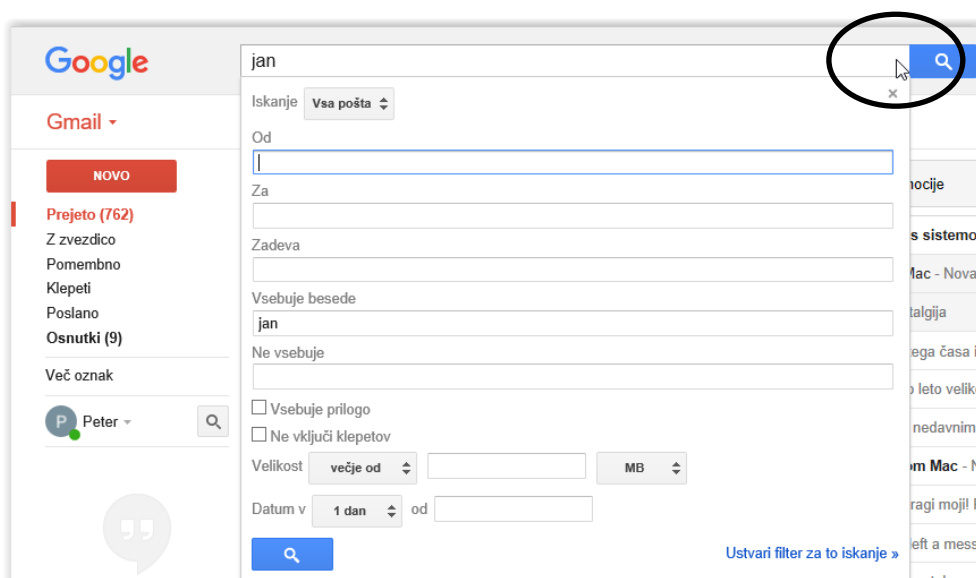 Google
jan
×
Iskanje Vsa pošta
Gmail
Od
NOVO
Za
Prejeto (762)
Z zvezdico
Pomembno
Klepeti
Poslano
Osnutki (9)
Več oznak
P Peter
Zadeva
Vsebuje besede
jan
Ne vsebuje
Vsebuje prilogo
Ne vključi klepetov
Velikost večje od MB
Datum v 1 dan od
Ustvari filter za to iskanje »
ocije
s sistemo
Mac - Nova
talgija
ega časa i
leto velik
nedavnim
om Mac - N
ragi moji!
eft a mess